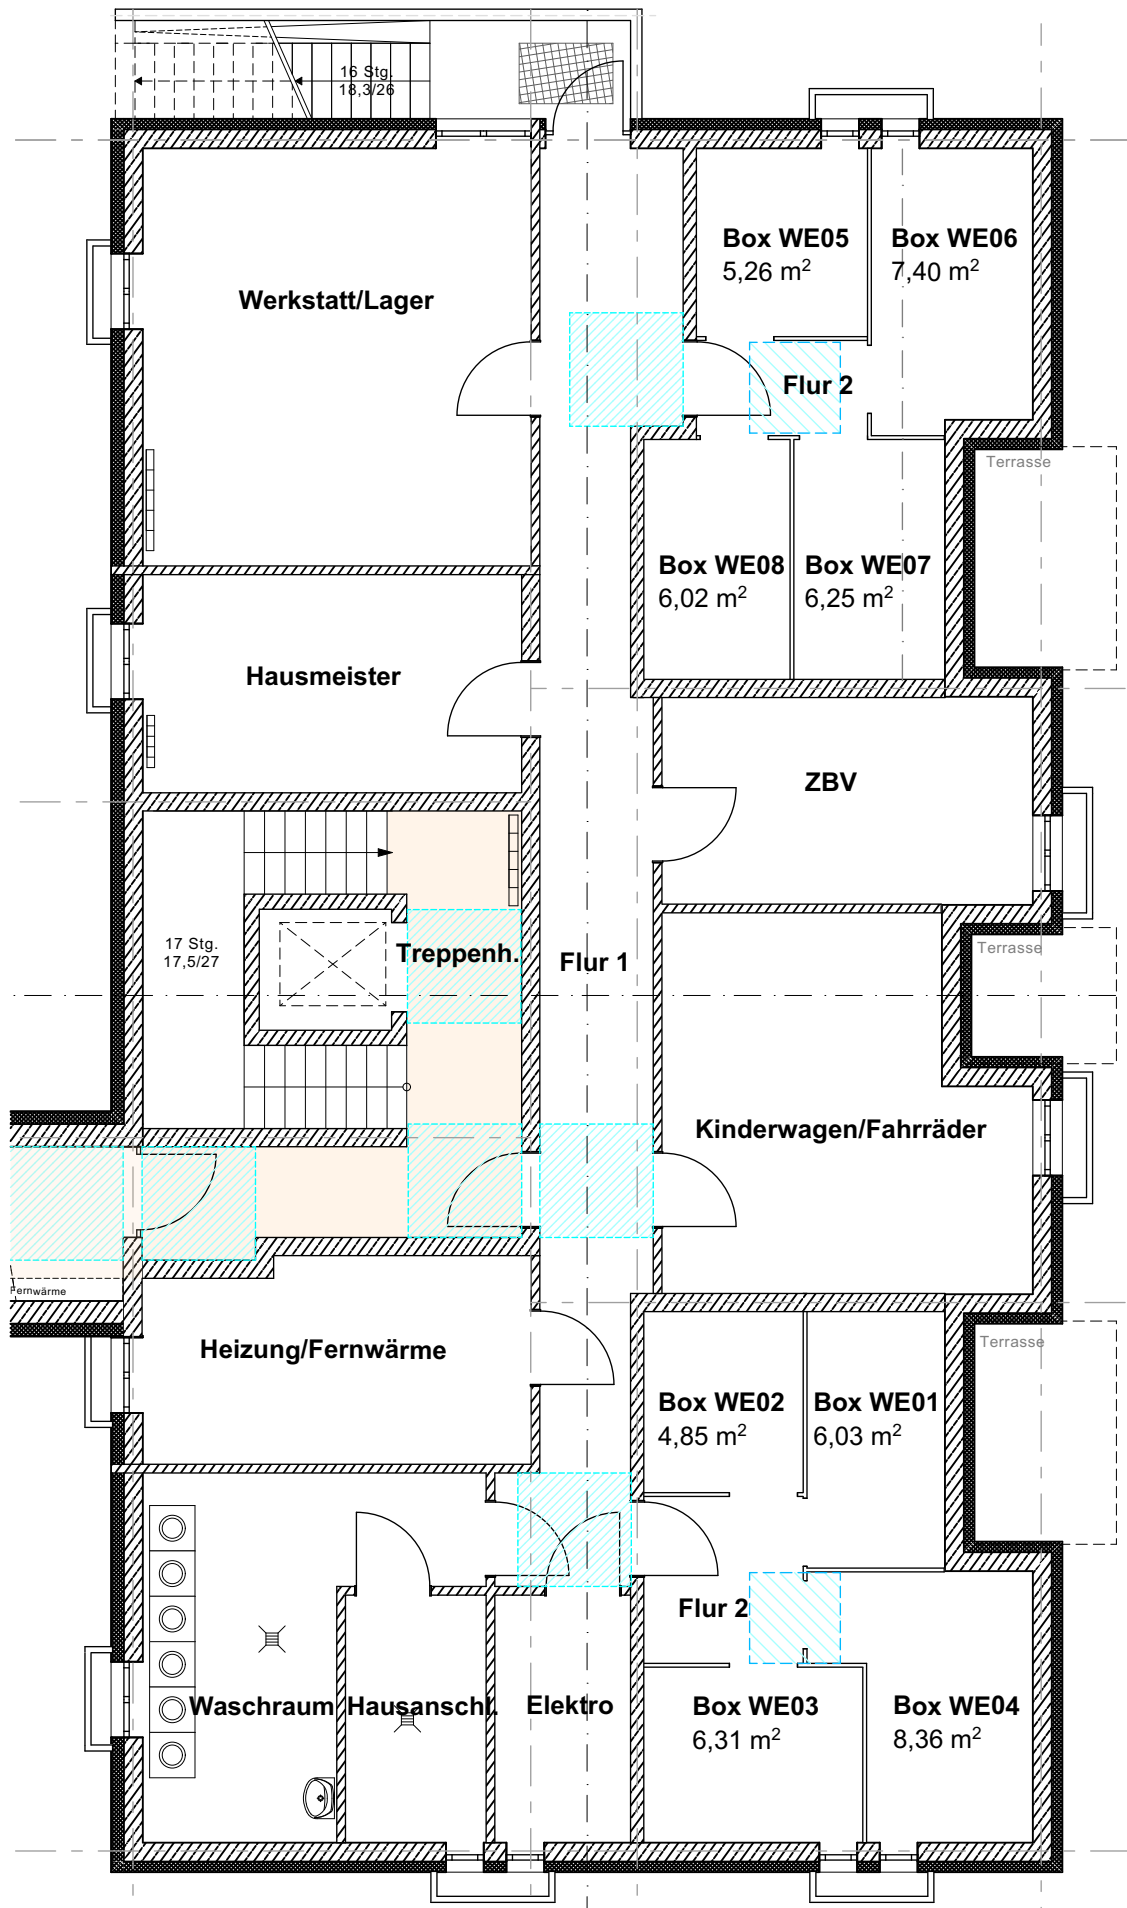 16 Stg.
18,3/26
Box WE05
5,26 m²
Box WE06
7,40 m²
Werkstatt/Lager
Flur 2
Terrasse
Box WE08
6,02 m²
Box WE07
6,25 m²
Hausmeister
ZBV
17 Stg.
17,5/27
Treppenh.
Flur 1
Terrasse
Kinderwagen/Fahrräder
Fernwärme
Heizung/Fernwärme
Terrasse
Box WE02
4,85 m²
Box WE01
6,03 m²
Flur 2
Waschraum
Hausanschl.
Elektro
Box WE03
6,31 m²
Box WE04
8,36 m²